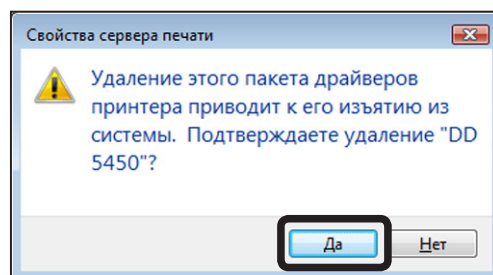 Свойства сервера печати
Удаление этого пакета драйверов
принтера приводит к его изъятию из
системы. Подтверждаете удаление "DD
5450"?
Да
Нет